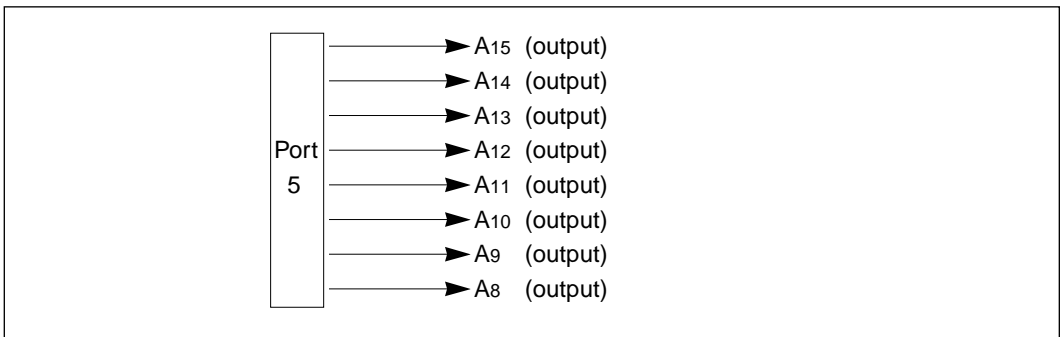 A15 (output)
A14 (output)
A13 (output)
Port
A12 (output)
5
A11 (output)
A10 (output)
A9 (output)
A8 (output)